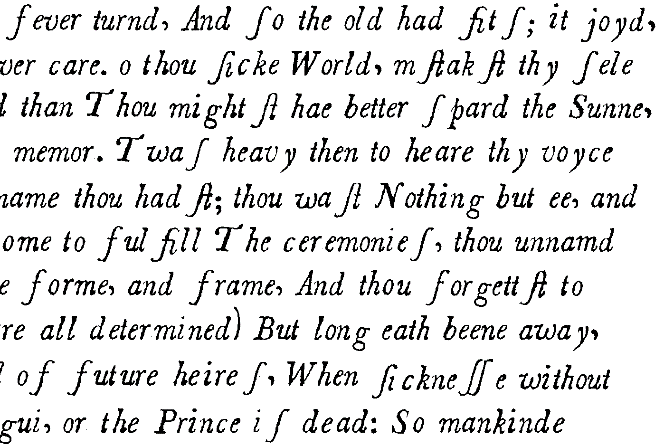 ſever turnd, And ſo the old had fitſ; it joyd,
ver care. o thou ſicke World, mſtakſt thy ſele
than Thou mightſt hae better ſpard the Sunne,
memor. Twaſ heavy then to heare thy voyce
name thou hadſt; thou waſt Nothing but ee, and
ome to fulfill The ceremonieſ, thou unnamd
e forme, and frame, And thou forgettſt to
re all determined) But long eath beene away,
of future heireſ, When ſickneſſe without
gui, or the Prince iſ dead: So mankinde